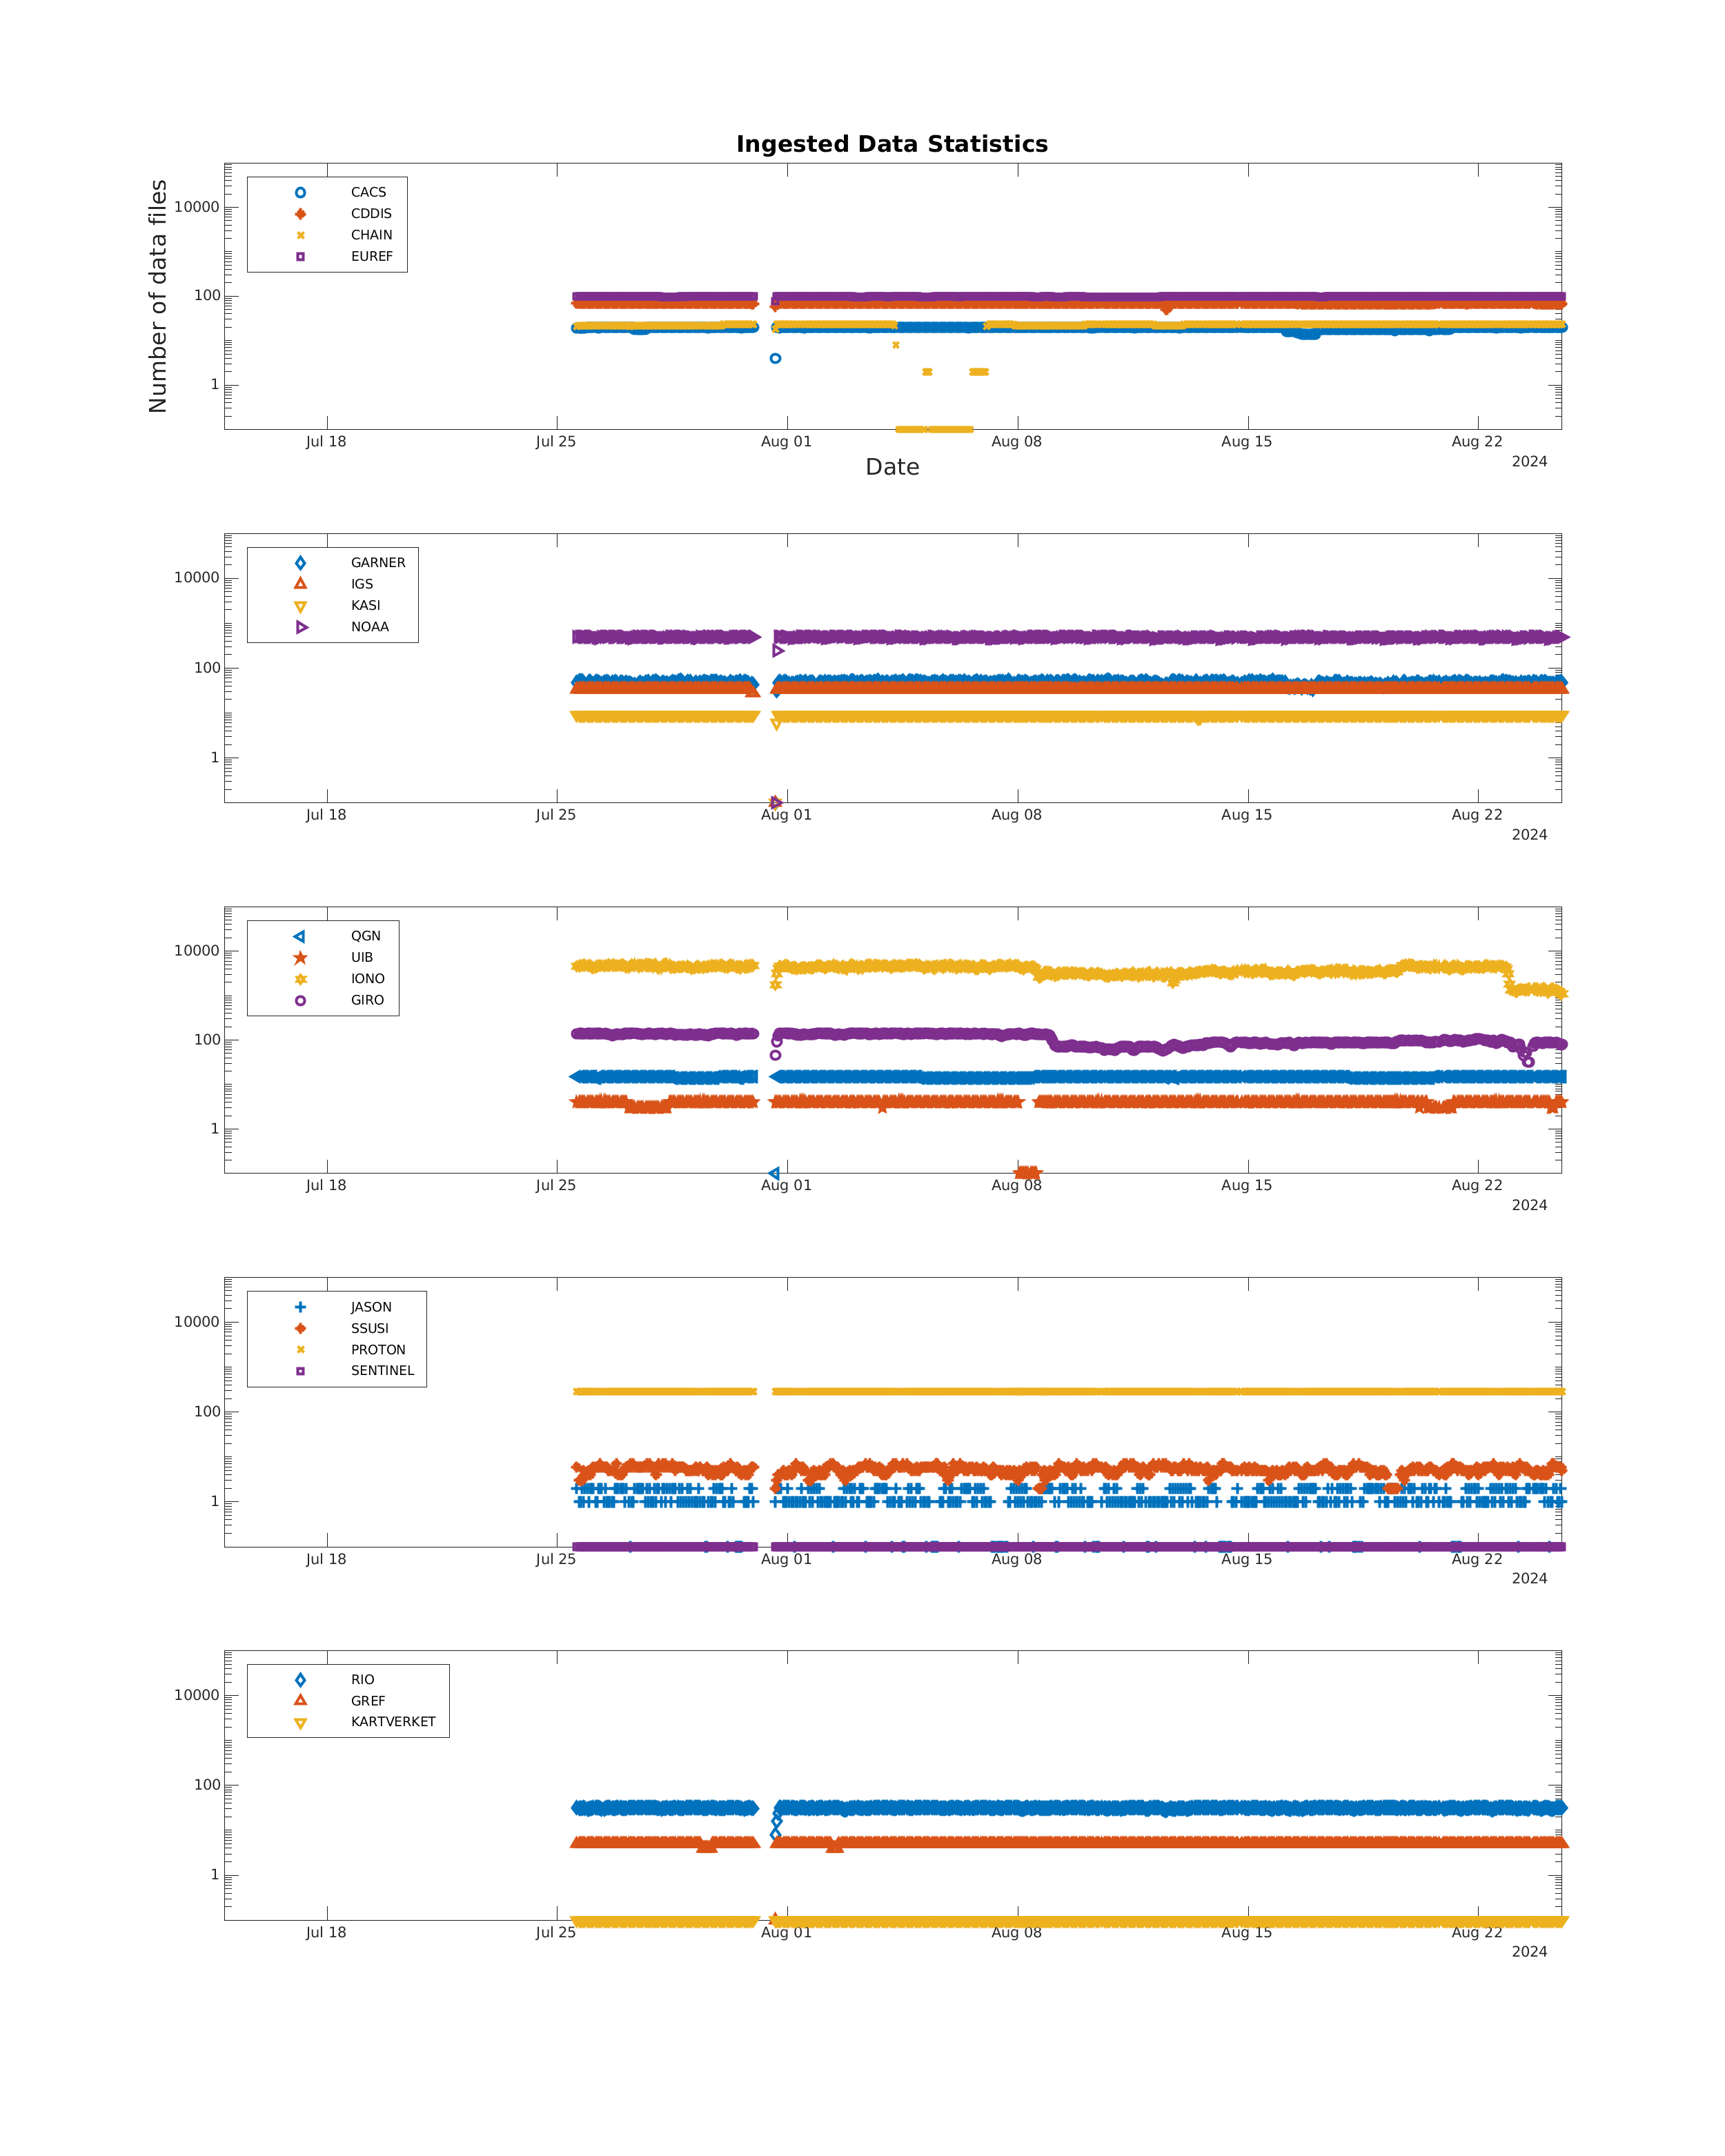 Ingested Data Statistics
Number of data files
CACS
CDDIS
CHAIN
EUREF
10000
100
1
Jul 18 Jul 25 Aug 01 Aug 08 Aug 15 Aug 22
2024
Date
GARNER
IGS
KASI
NOAA
10000
100
1
Jul 18 Jul 25 Aug 01 Aug 08 Aug 15 Aug 22
2024
QGN
UIB
IONO
GIRO
10000
100
1
Jul 18 Jul 25 Aug 01 Aug 08 Aug 15 Aug 22
2024
JASON
SSUSI
PROTON
SENTINEL
10000
100
1
Jul 18 Jul 25 Aug 01 Aug 08 Aug 15 Aug 22
2024
RIO
GREF
KARTVERKET
10000
100
1
Jul 18 Jul 25 Aug 01 Aug 08 Aug 15 Aug 22
2024